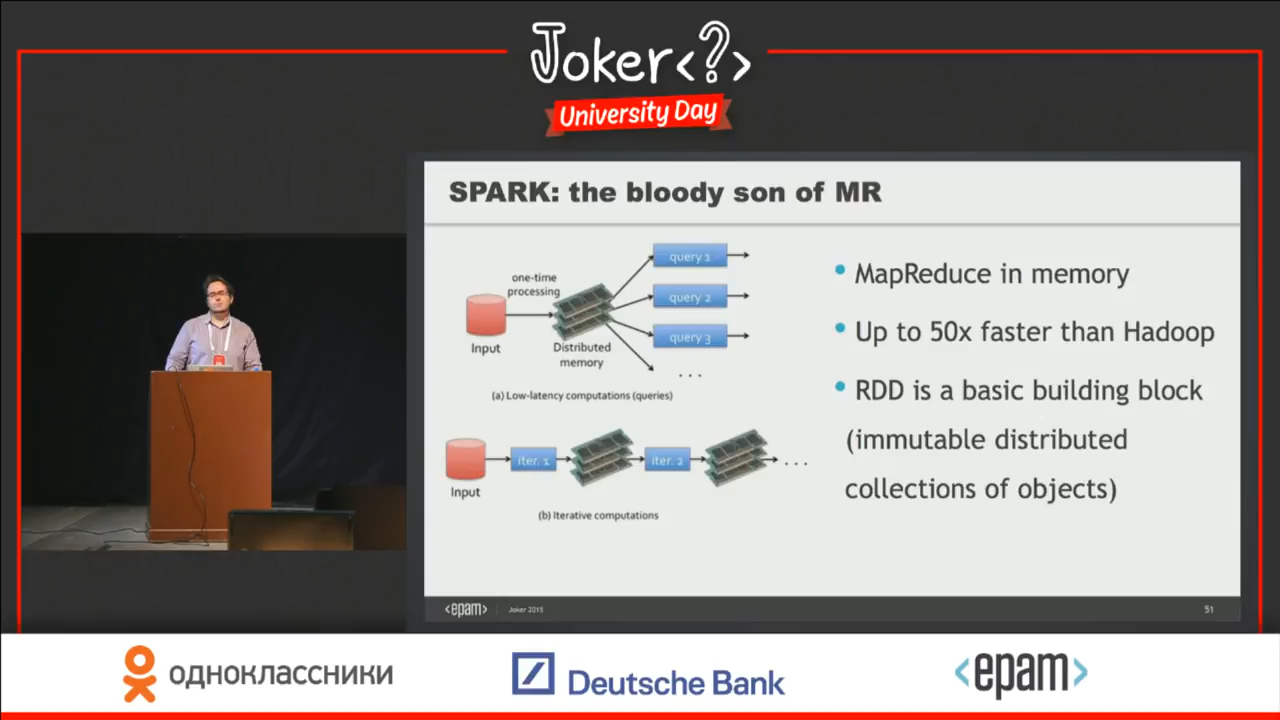 Joker<?>
University Day
SPARK: the bloody son of MR
one-time
processing
Input
Distributed
memory
query 1
query 2
query 3
. . .
(a) Low-latency computations (queries)
Input
iter. 1
iter. 2
. . .
(b) Iterative computations
• MapReduce in memory
• Up to 50x faster than Hadoop
• RDD is a basic building block
(immutable distributed
collections of objects)
<epam>
Joker 2015
51
одноклассники
Deutsche Bank
<epam>